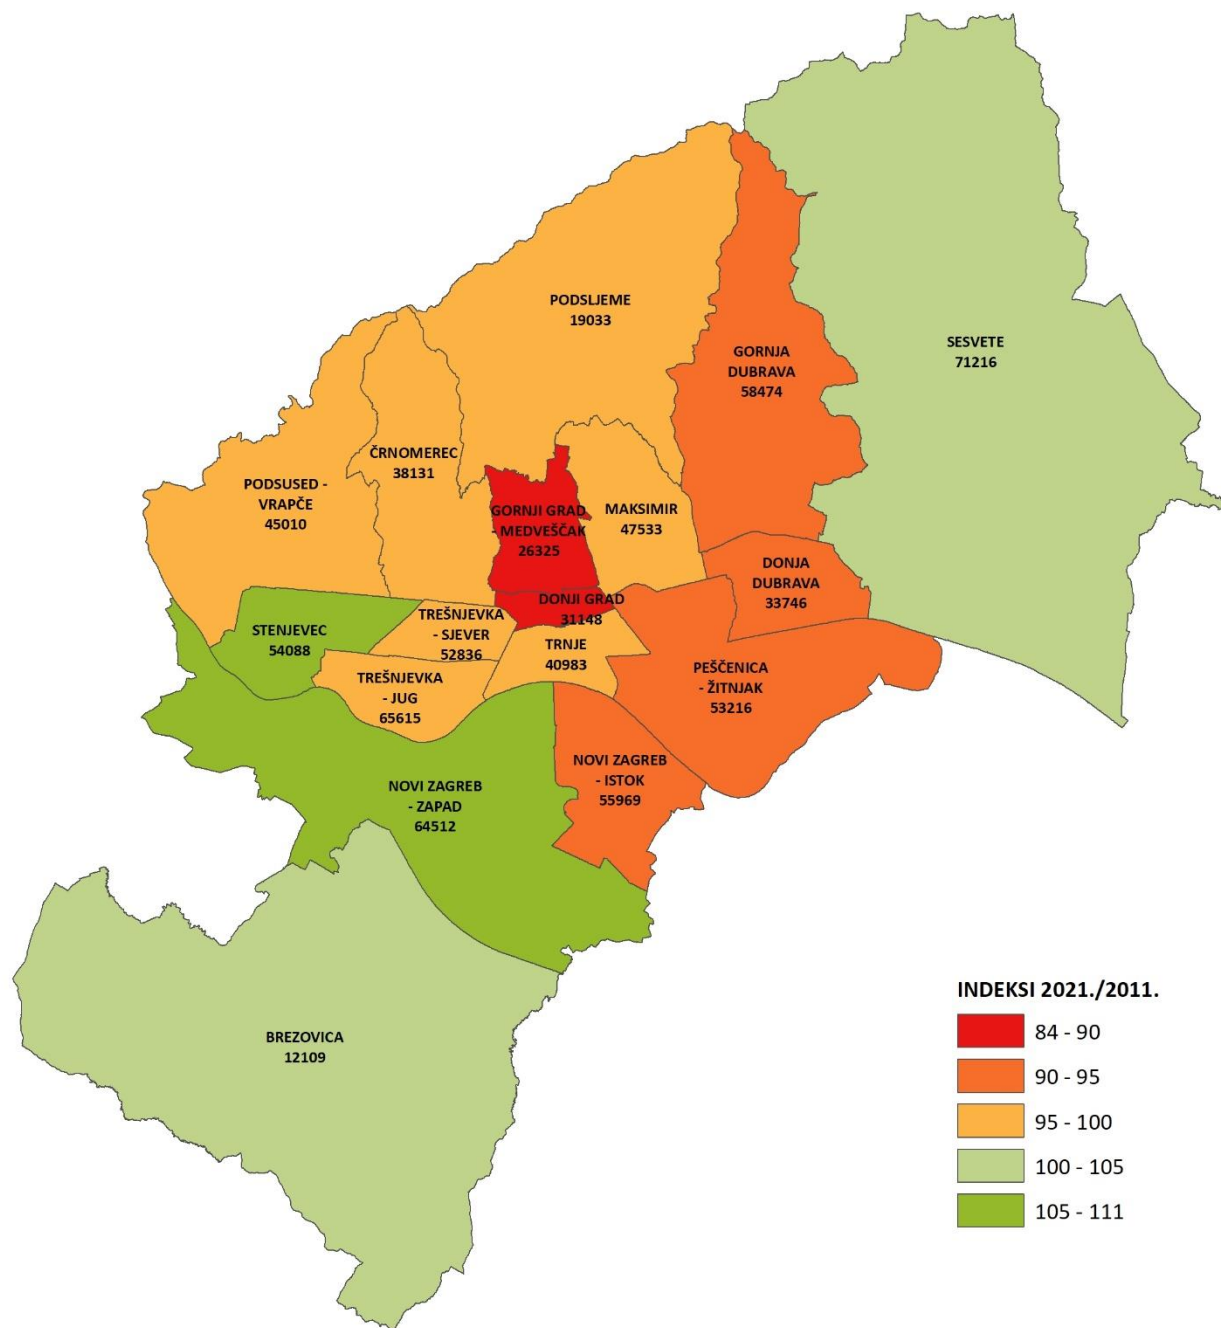 PODSLJEME
19033
GORNJA
DUBRAVA
58474
SESVETE
71216
ČRNOMEREC
38131
PODSUSED -
VRAPČE
45010
GORNJI GRAD
- MEDVEŠČAK
26325
MAKSIMIR
47533
DONJA
DUBRAVA
33746
DONJI GRAD
31148
STENJEVEC
54088
TREŠNJEVKA
- SJEVER
52836
TRNJE
40983
PEŠČENICA
- ŽITNJAK
53216
TREŠNJEVKA
- JUG
65615
NOVI ZAGREB
- ISTOK
55969
NOVI ZAGREB
- ZAPAD
64512
BREZOVICA
12109
INDEKSI 2021./2011.
84 - 90
90 - 95
95 - 100
100 - 105
105 - 111